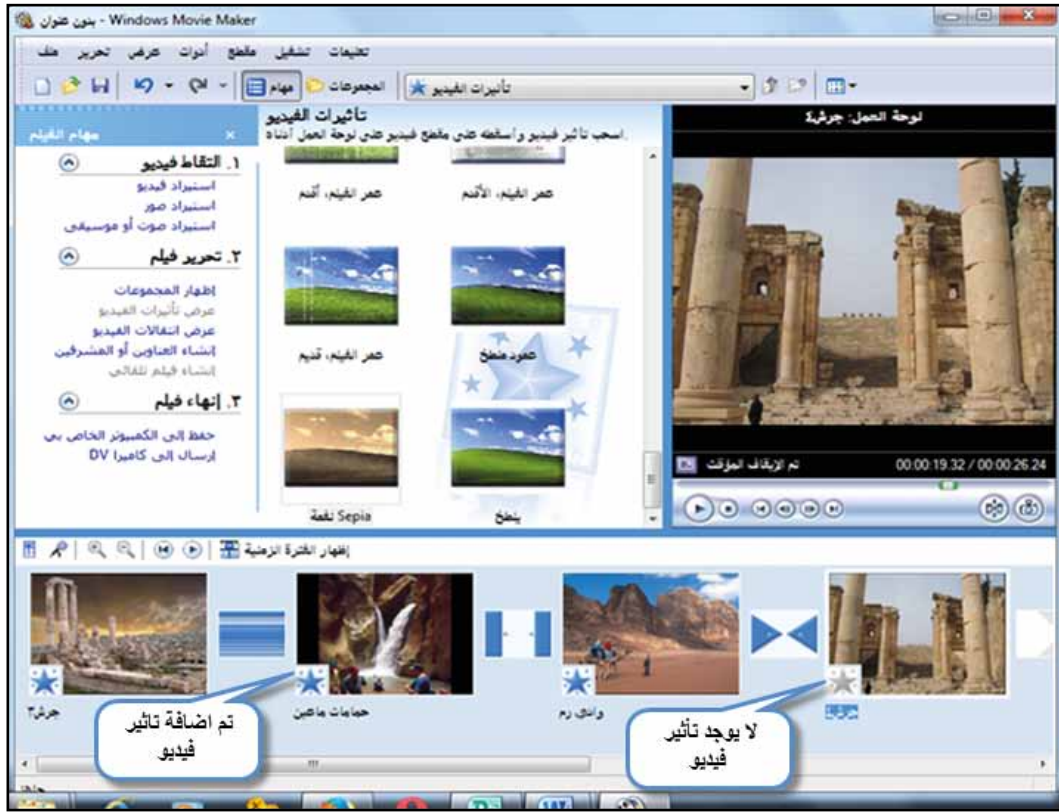 بدون عنوان - Windows Movie Maker
ملف تحرير عرض أدوات مقطع تشغيل تعليمات
مهام المجموعات تأثيرات الفيديو
مهام الفيلم
١. التقاط فيديو
استيراد فيديو
استيراد صور
استيراد صوت أو موسيقى
٢. تحرير فيلم
إظهار المجموعات
عرض تأثيرات الفيديو
عرض انتقالات الفيديو
إنشاء العناوين أو المشرفين
إنشاء فيلم تلقائي
٣. إنهاء فيلم
حفظ إلى الكمبيوتر الخاص بي
إرسال إلى كاميرا DV
تأثيرات الفيديو
اسحب تأثير فيديو وأسقطه على مقطع فيديو على لوحة العمل أدناه.
عمر الفيلم، أقدم
عمر الفيلم، الأقدم
عمر الفيلم، قديم
عمود منطخ
Sepia نغمة
ينطخ
لوحة العمل: جرش٤
تم الإيقاف المؤقت
00:00:19.32 / 00:00:26.24
إظهار الفترة الزمنية
جرش٣
حمامات ماعين
وادي رم
جرش٤
تم اضافة تاثير
فيديو
لا يوجد تأثير
فيديو